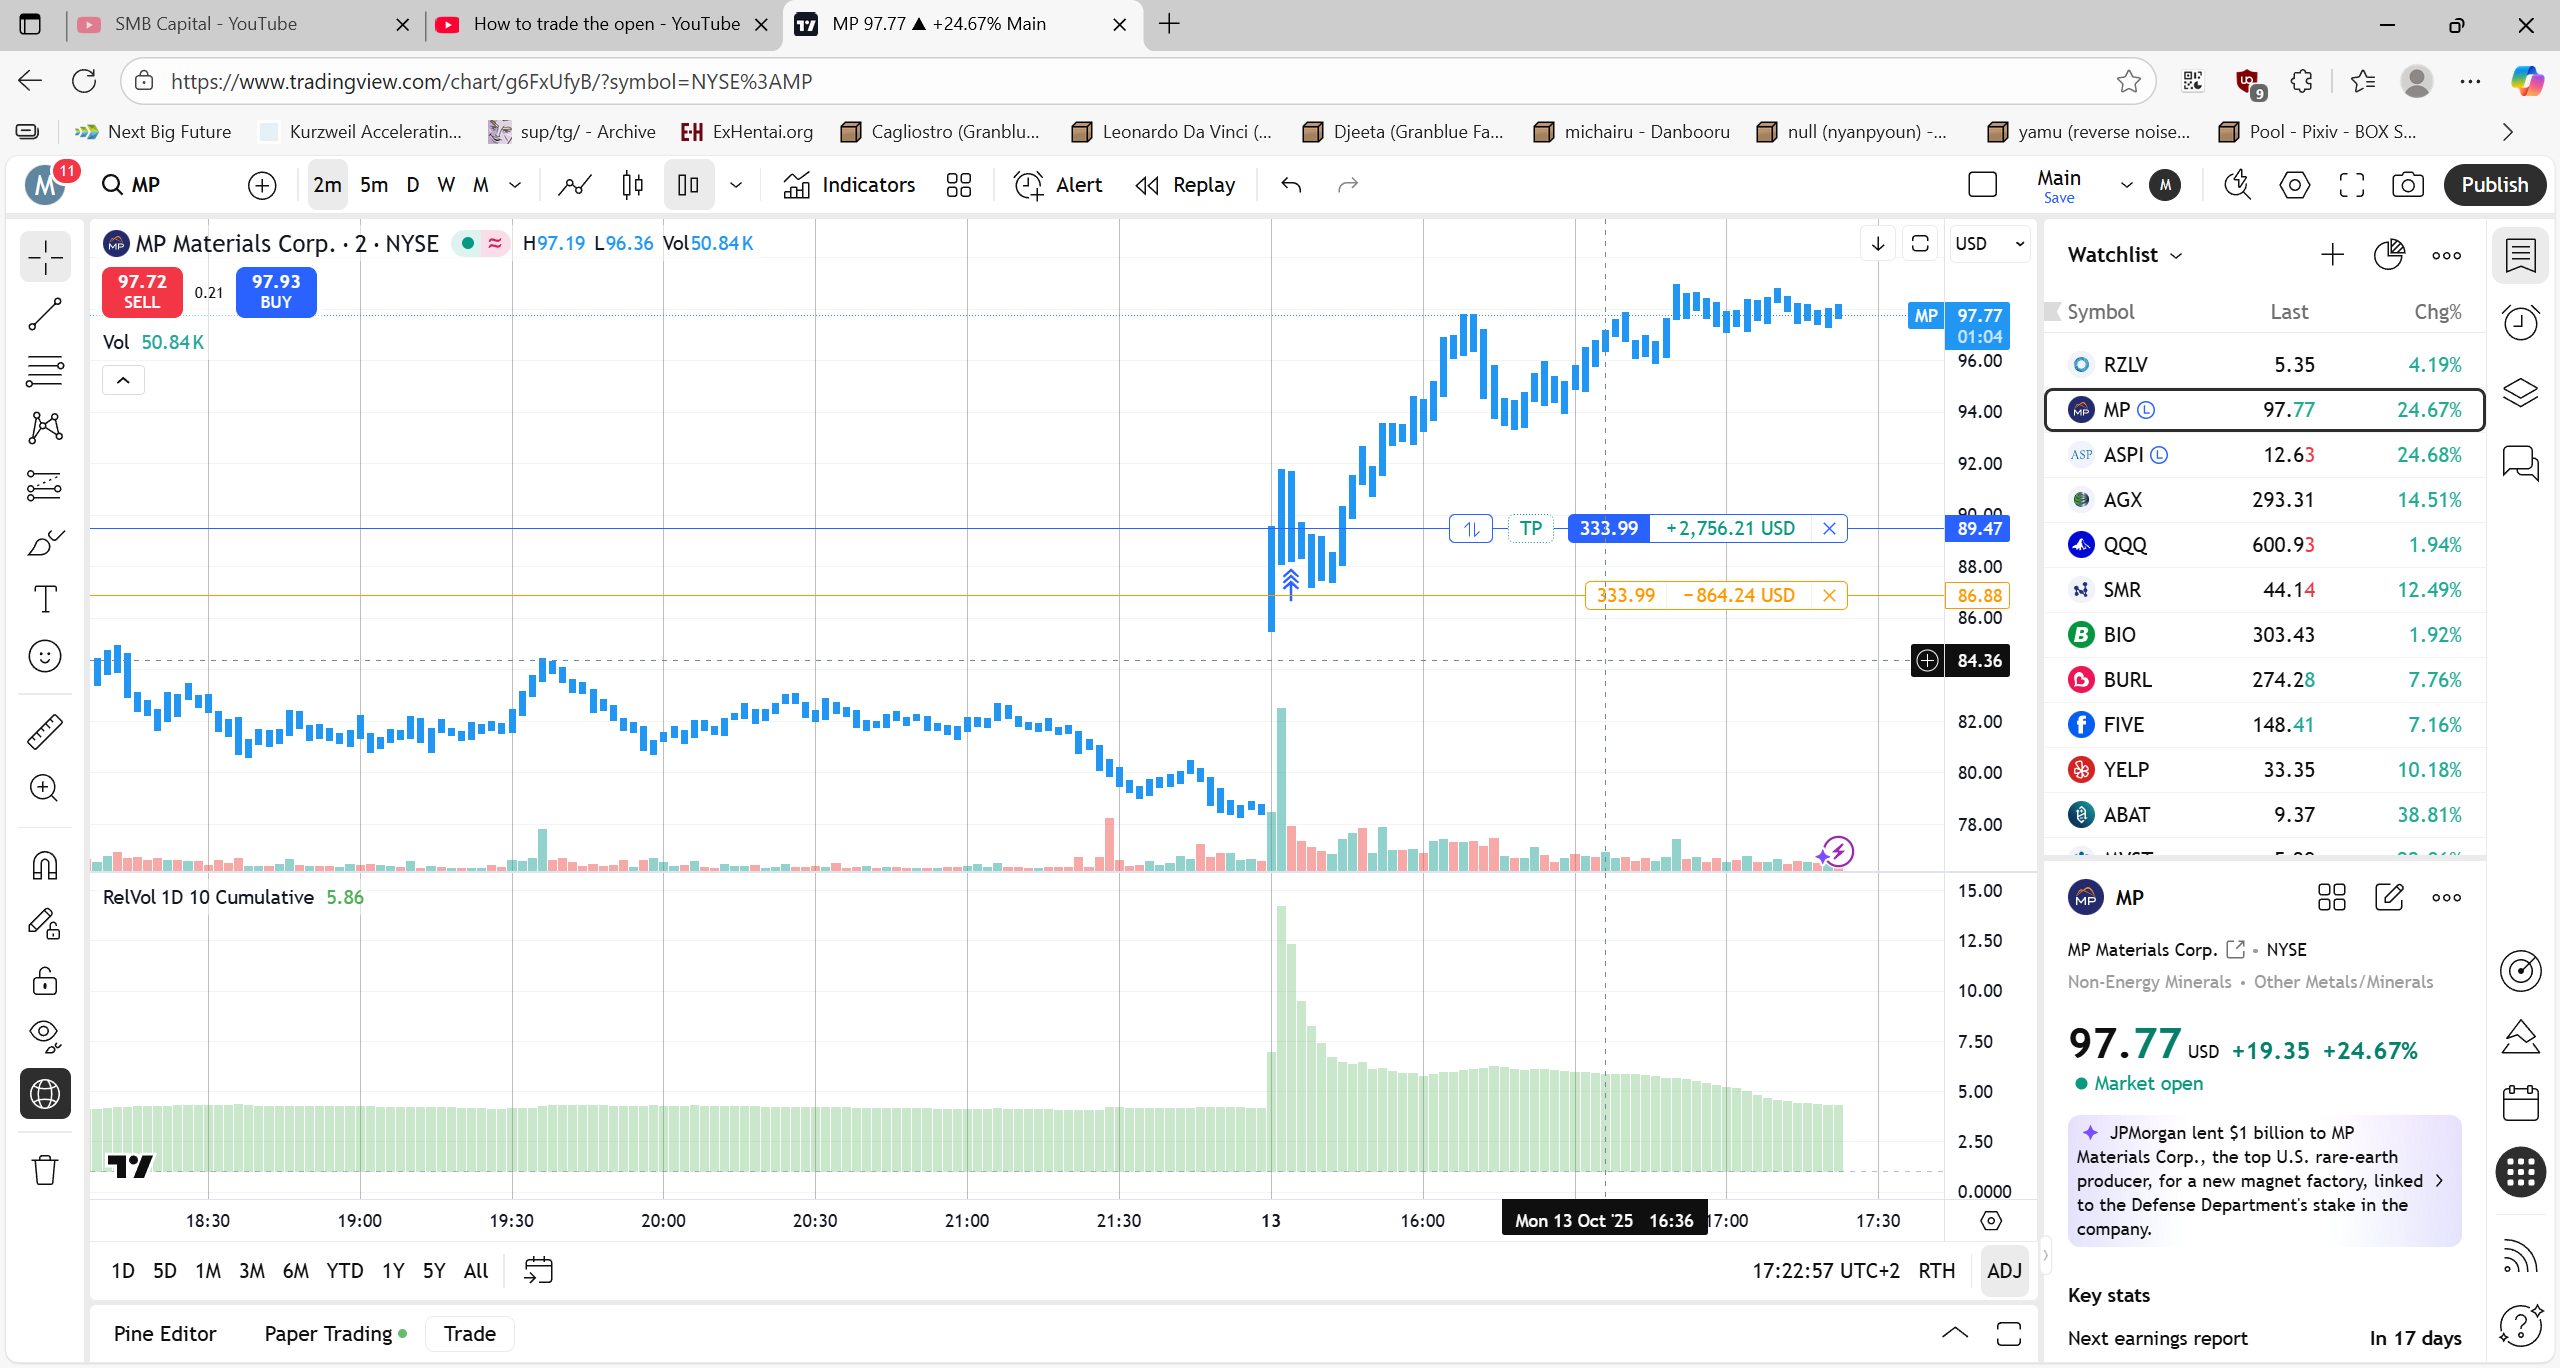 SMB Capital - YouTube
How to trade the open - YouTube
MP 97.77 ▲ +24.67% Main
https://www.tradingview.com/chart/g6FxUfyB/?symbol=NYSE%3AMP
9
Next Big Future
Kurzweil Acceleratin...
sup/tg/ - Archive
ExHentai.org
Cagliostro (Granblu...
Leonardo Da Vinci (...
Djeeta (Granblue Fa...
michairu - Danbooru
null (nyanpyoun) -...
yamu (reverse noise...
Pool - Pixiv - BOX S...
M 11
MP
2m 5m D W M
Indicators
Alert
Replay
Main
Save
M
Publish
MP Materials Corp. · 2 · NYSE
H97.19 L96.36 Vol50.84K
USD
97.72
SELL
0.21
97.93
BUY
Vol 50.84K
MP 97.77
01:04
96.00
94.00
92.00
90.00
TP 333.99 +2,756.21 USD 89.47
88.00
333.99 −864.24 USD 86.88
86.00
84.36
82.00
80.00
78.00
RelVol 1D 10 Cumulative 5.86
15.00
12.50
10.00
7.50
5.00
2.50
0.0000
18:30 19:00 19:30 20:00 20:30 21:00 21:30 13 16:00 Mon 13 Oct '25 16:36 17:00 17:30
1D 5D 1M 3M 6M YTD 1Y 5Y All
17:22:57 UTC+2 RTH ADJ
Pine Editor Paper Trading Trade
Watchlist
Symbol Last Chg%
RZLV 5.35 4.19%
MP L 97.77 24.67%
ASPI L 12.63 24.68%
AGX 293.31 14.51%
QQQ 600.93 1.94%
SMR 44.14 12.49%
BIO 303.43 1.92%
BURL 274.28 7.76%
FIVE 148.41 7.16%
YELP 33.35 10.18%
ABAT 9.37 38.81%
MP
MP Materials Corp. • NYSE
Non-Energy Minerals • Other Metals/Minerals
97.77 USD +19.35 +24.67%
Market open
JPMorgan lent $1 billion to MP
Materials Corp., the top U.S. rare-earth
producer, for a new magnet factory, linked
to the Defense Department's stake in the
company.
Key stats
Next earnings report In 17 days